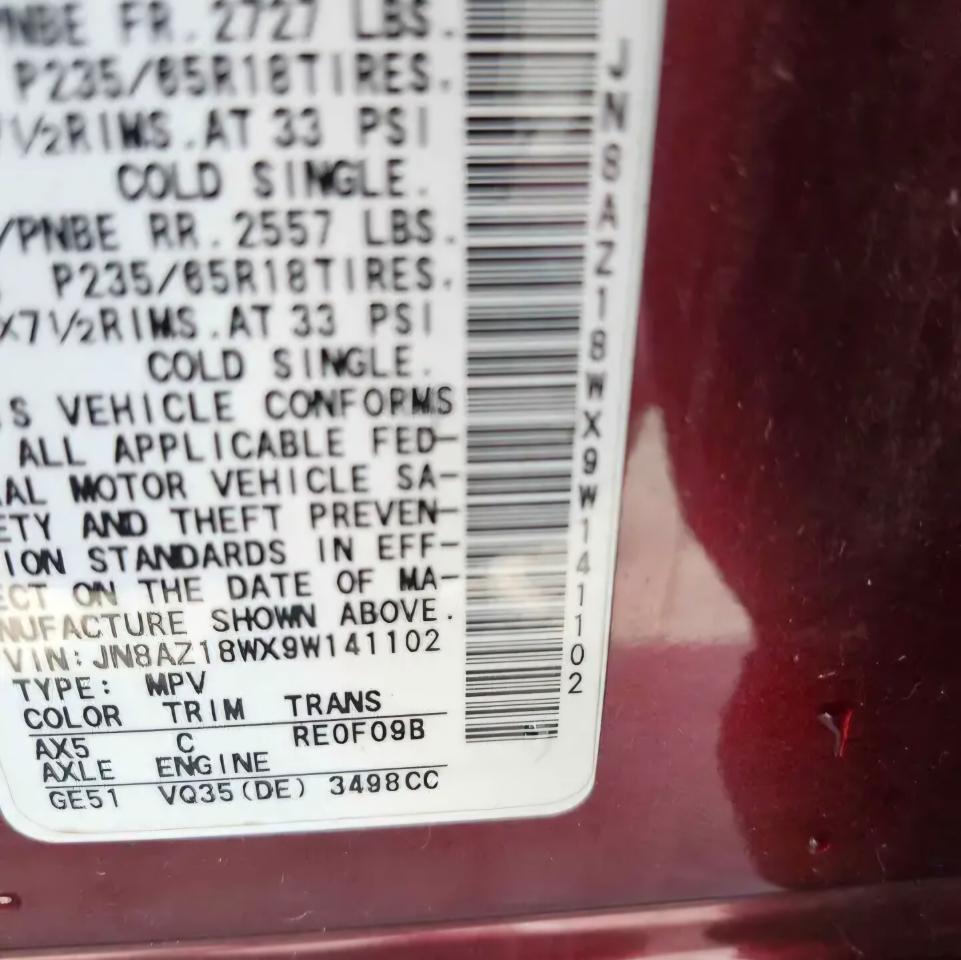 PNBE FR. 2727 LBS.
P235/65R18TIRES.
1/2RIMS.AT 33 PSI
COLD SINGLE.
/PNBE RR.2557 LBS.
P235/65R18TIRES.
X7 1/2RIMS.AT 33 PSI
COLD SINGLE.
S VEHICLE CONFORMS
ALL APPLICABLE FED-
AL MOTOR VEHICLE SA-
ETY AND THEFT PREVEN-
ION STANDARDS IN EFF-
ECT ON THE DATE OF MA-
NUFACTURE SHOWN ABOVE.
VIN: JN8AZ18WX9W141102
TYPE: MPV
COLOR TRIM TRANS
AX5 C RE0F09B
AXLE ENGINE
GE51 VQ35(DE) 3498CC
JN8AZ18WX9W141102